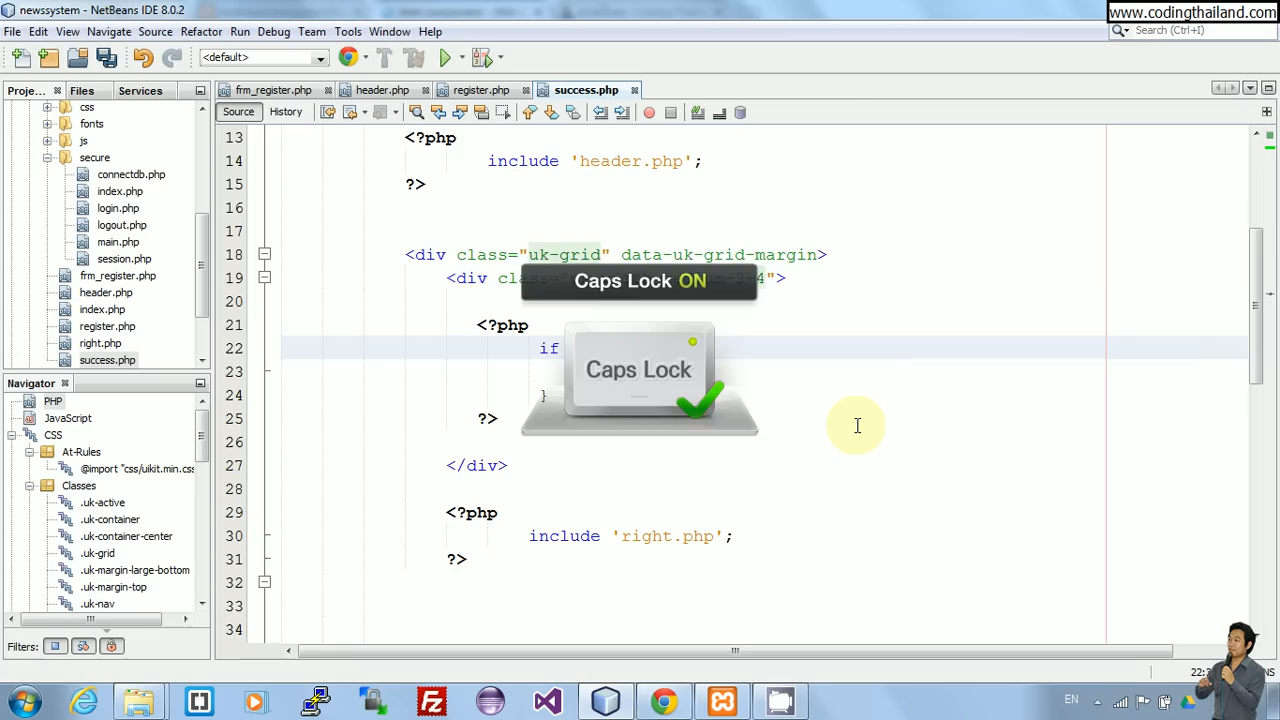 newssystem - NetBeans IDE 8.0.2
www.codingthailand.com
File Edit View Navigate Source Refactor Run Debug Team Tools Window Help
Search (Ctrl+I)
<default>
Proje... Files Services
frm_register.php header.php register.php success.php
Source History
css
fonts
js
secure
connectdb.php
index.php
login.php
logout.php
main.php
session.php
frm_register.php
header.php
index.php
register.php
right.php
success.php
Navigator
PHP
JavaScript
CSS
At-Rules
@import "css/uikit.min.cs
Classes
.uk-active
.uk-container
.uk-container-center
.uk-grid
.uk-margin-large-bottom
.uk-margin-top
.uk-nav
Filters:
13 <?php
14 include 'header.php';
15 ?>
16
17
18 <div class="uk-grid" data-uk-grid-margin>
19 <div class= -3-4">
20
21 <?php
22 if
23
24 }
25 ?>
26
27 </div>
28
29 <?php
30 include 'right.php';
31 ?>
32
33
34
Caps Lock ON
Caps Lock
EN